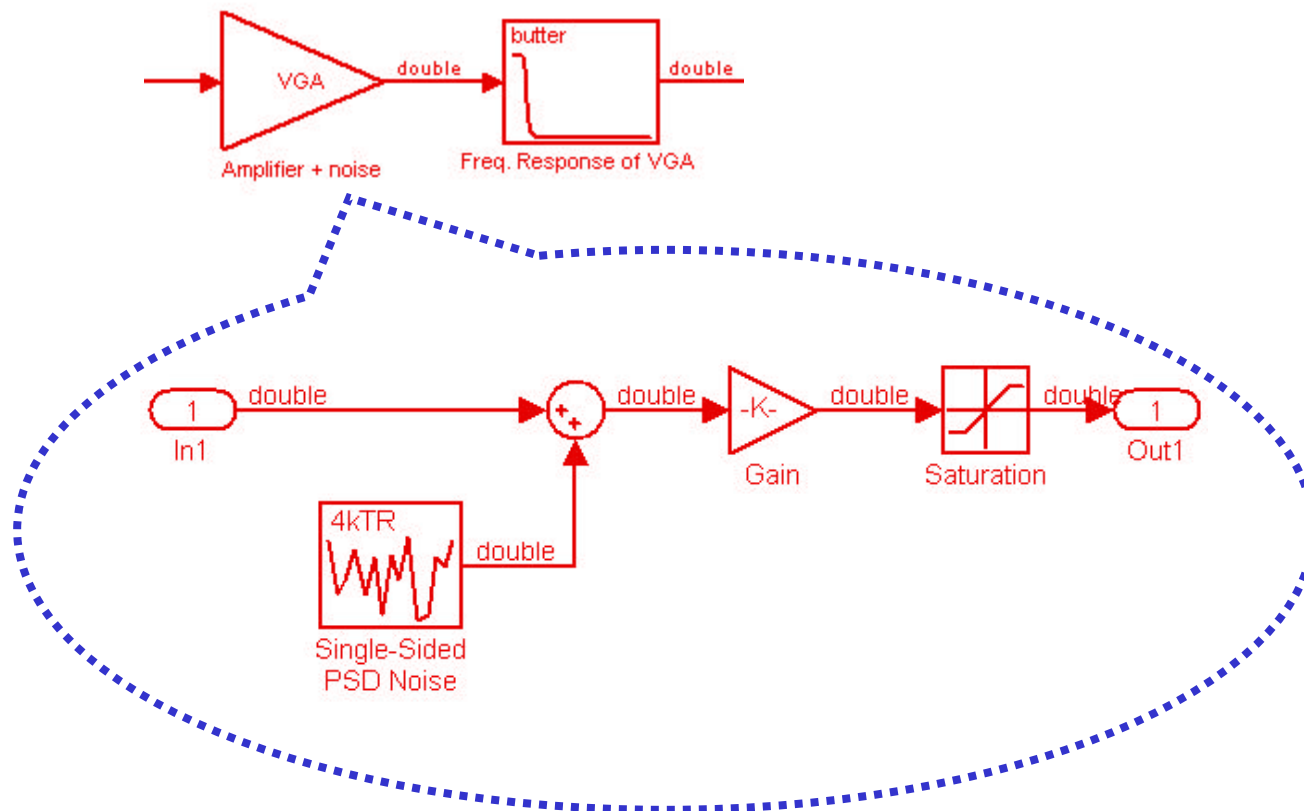 butter
VGA
double
double
Amplifier + noise
Freq. Response of VGA
1
In1
double
+
+
double
-K-
Gain
double
Saturation
double
1
Out1
4kTR
double
Single-Sided
PSD Noise